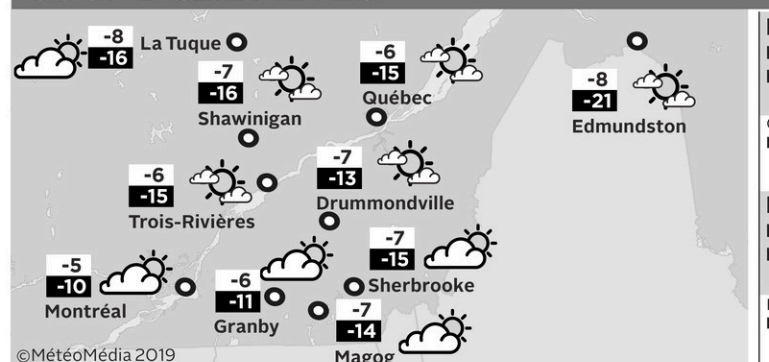 -8
-16
La Tuque
-7
-16
Shawinigan
-6
-15
Québec
-8
-21
Edmundston
-6
-15
Trois-Rivières
-7
-13
Drummondville
-5
-10
Montréal
-6
-11
Granby
-7
-15
Sherbrooke
-7
-14
Magog
©MétéoMédia 2019